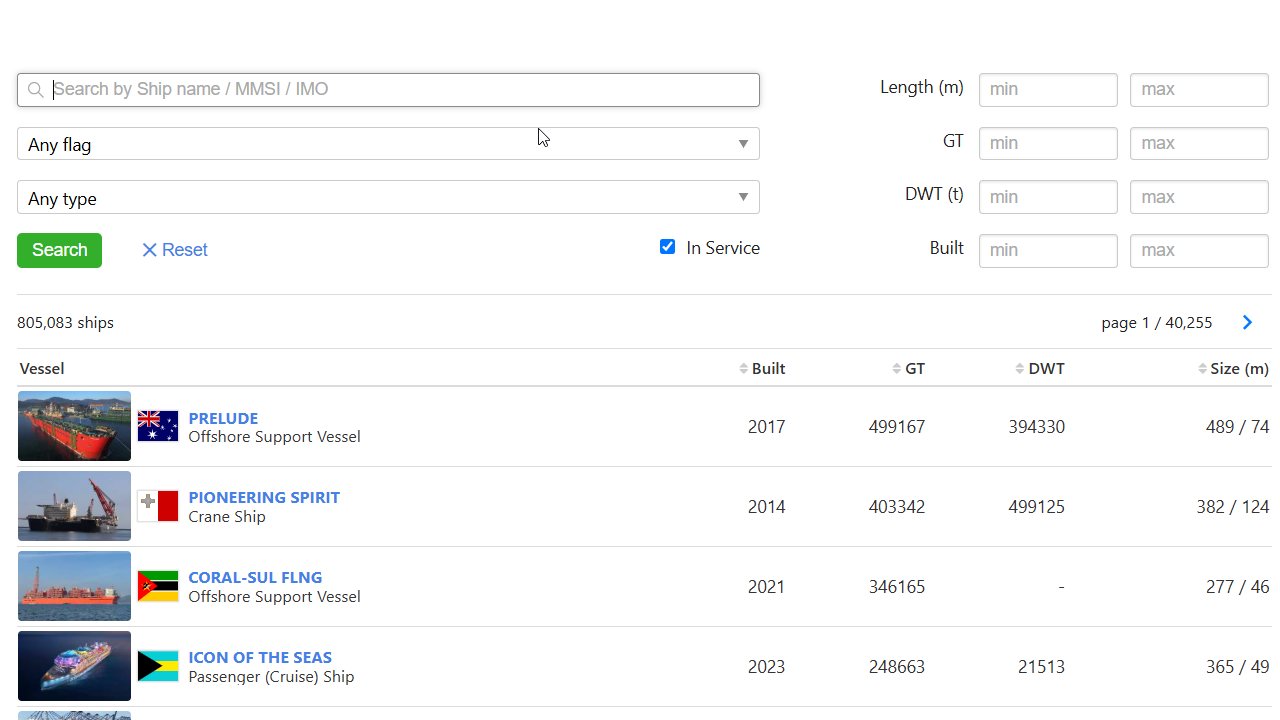 Search by Ship name / MMSI / IMO
Length (m) min max
Any flag
GT min max
Any type
DWT (t) min max
Search Reset In Service
Built min max
805,083 ships page 1 / 40,255
Vessel Built GT DWT Size (m)
PRELUDE
Offshore Support Vessel
2017 499167 394330 489 / 74
PIONEERING SPIRIT
Crane Ship
2014 403342 499125 382 / 124
CORAL-SUL FLNG
Offshore Support Vessel
2021 346165 - 277 / 46
ICON OF THE SEAS
Passenger (Cruise) Ship
2023 248663 21513 365 / 49